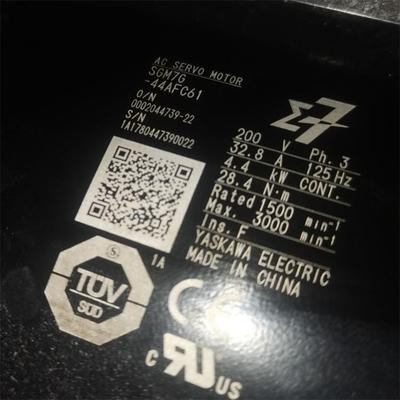 AC SERVO MOTOR
SGM7G
-44AFC61
O/N
0002044739-22
S/N
1A1780447390022
Σ7
200 V Ph. 3
32.8 A 125 Hz
4.4 kW CONT.
28.4 N·m
Rated 1500 min⁻¹
Max. 3000 min⁻¹
Ins. F
YASKAWA ELECTRIC
MADE IN CHINA
1A
S
TÜV
SÜD
CE
c RU US